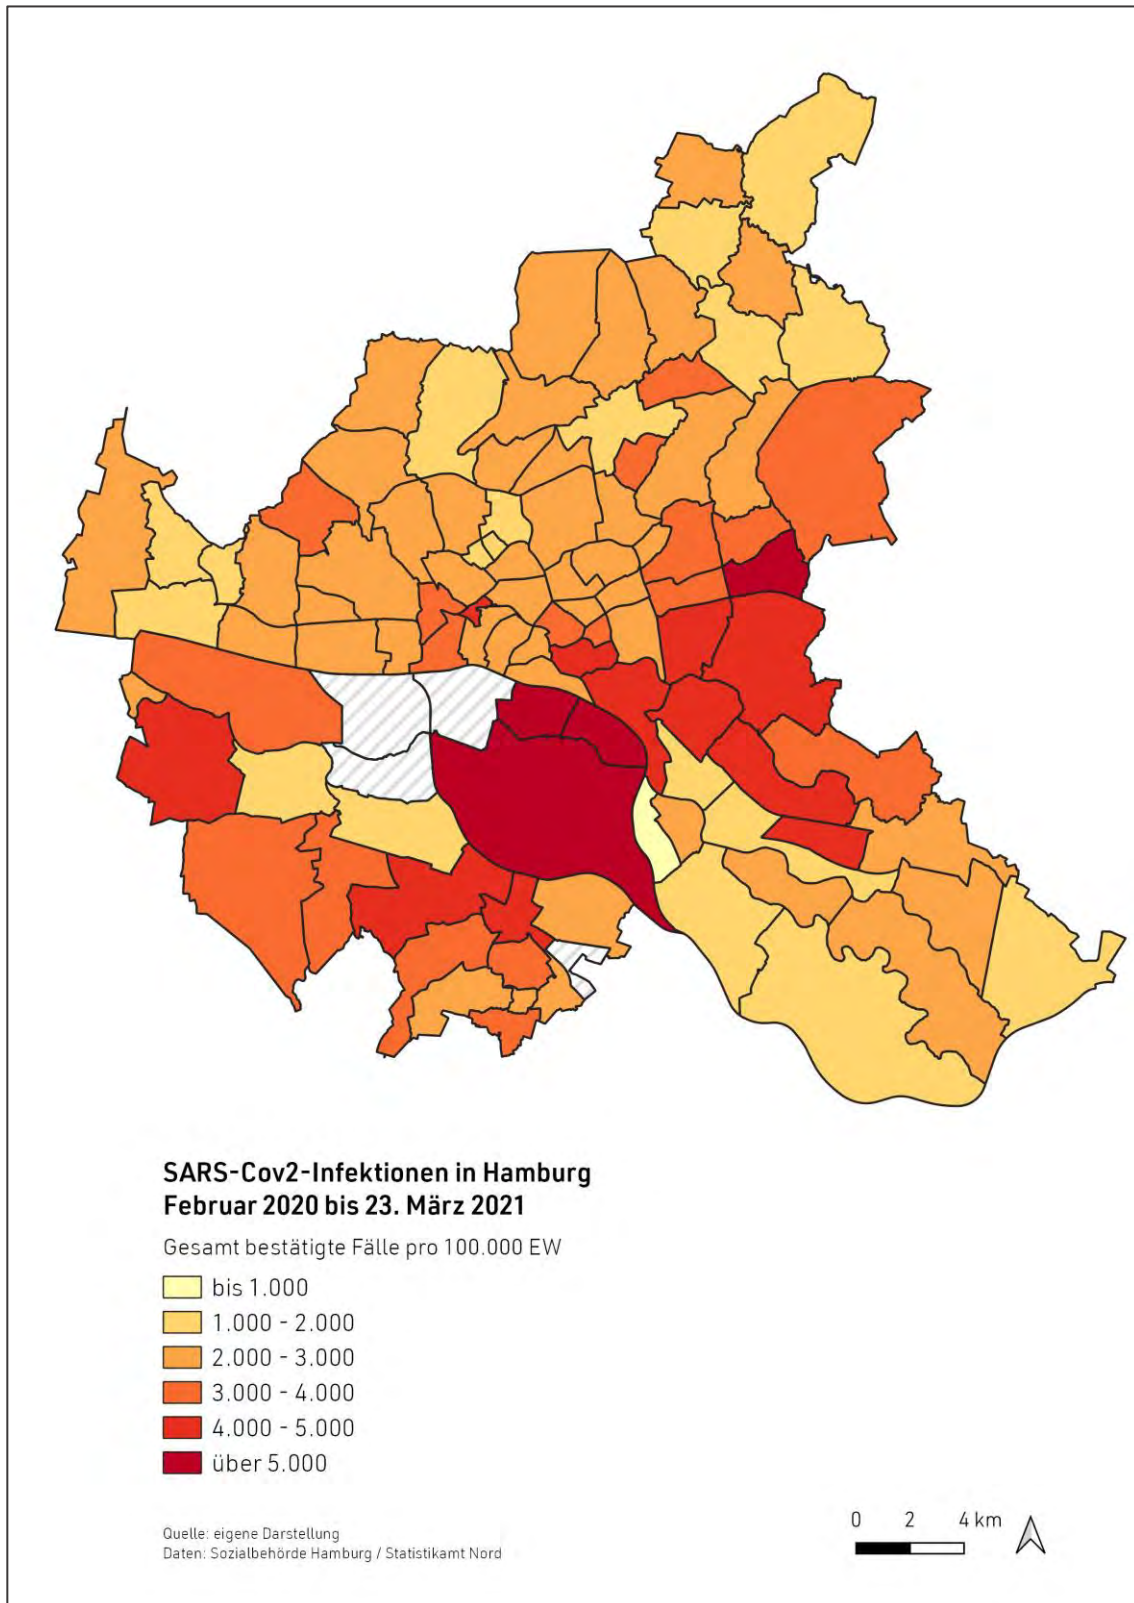 SARS-Cov2-Infektionen in Hamburg
Februar 2020 bis 23. März 2021
Gesamt bestätigte Fälle pro 100.000 EW
bis 1.000
1.000 - 2.000
2.000 - 3.000
3.000 - 4.000
4.000 - 5.000
über 5.000
Quelle: eigene Darstellung
Daten: Sozialbehörde Hamburg / Statistikamt Nord
0 2 4 km